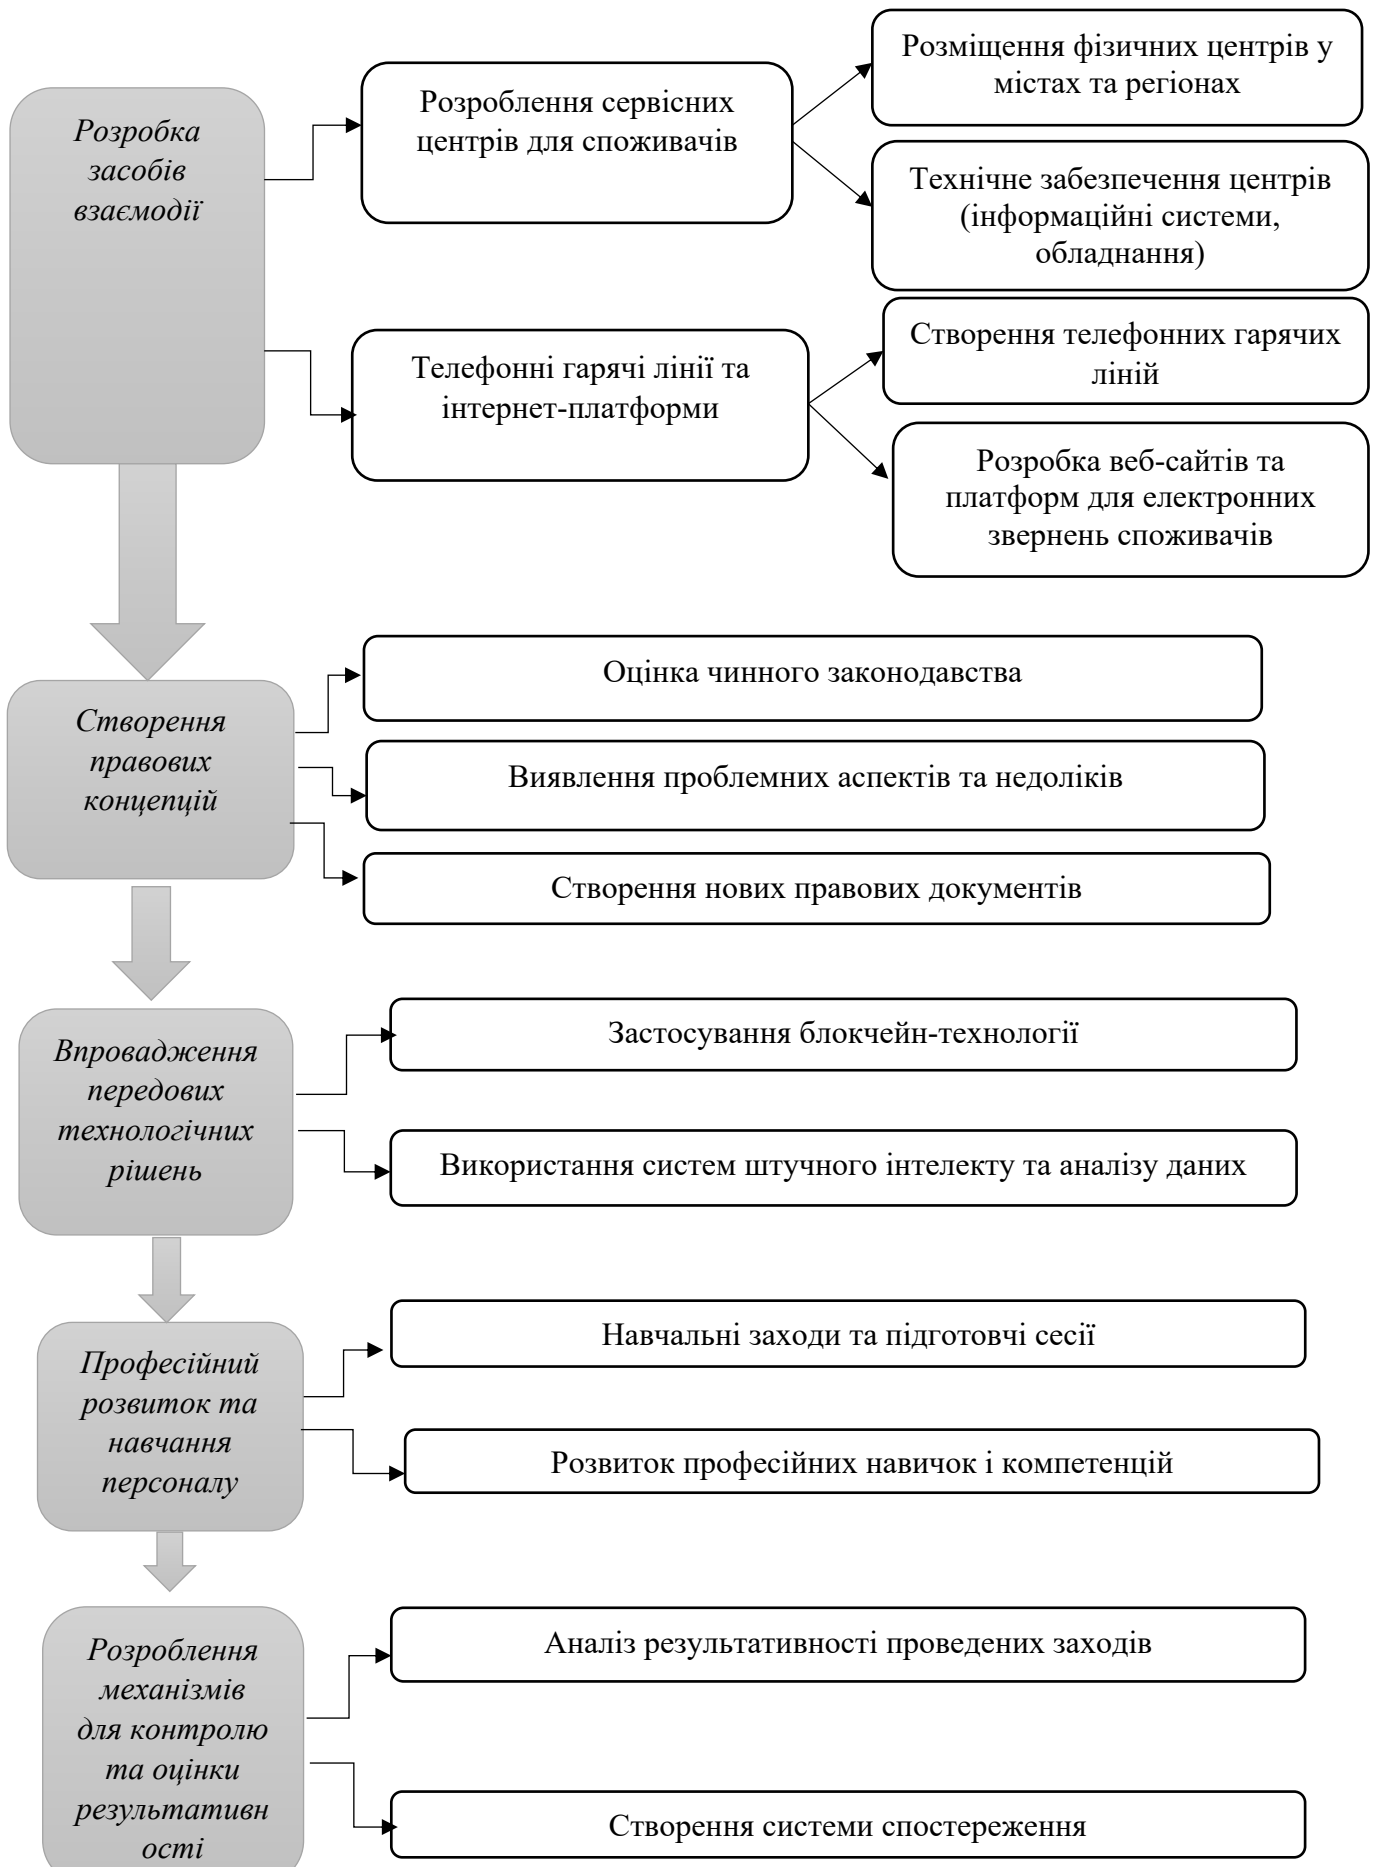 Розробка
засобів
взаємодії
Розроблення сервісних
центрів для споживачів
Розміщення фізичних центрів у
містах та регіонах
Технічне забезпечення центрів
(інформаційні системи,
обладнання)
Телефонні гарячі лінії та
інтернет-платформи
Створення телефонних гарячих
ліній
Розробка веб-сайтів та
платформ для електронних
звернень споживачів
Створення
правових
концепцій
Оцінка чинного законодавства
Виявлення проблемних аспектів та недоліків
Створення нових правових документів
Впровадження
передових
технологічних
рішень
Застосування блокчейн-технології
Використання систем штучного інтелекту та аналізу даних
Професійний
розвиток та
навчання
персоналу
Навчальні заходи та підготовчі сесії
Розвиток професійних навичок і компетенцій
Розроблення
механізмів
для контролю
та оцінки
результативн
ості
Аналіз результативності проведених заходів
Створення системи спостереження